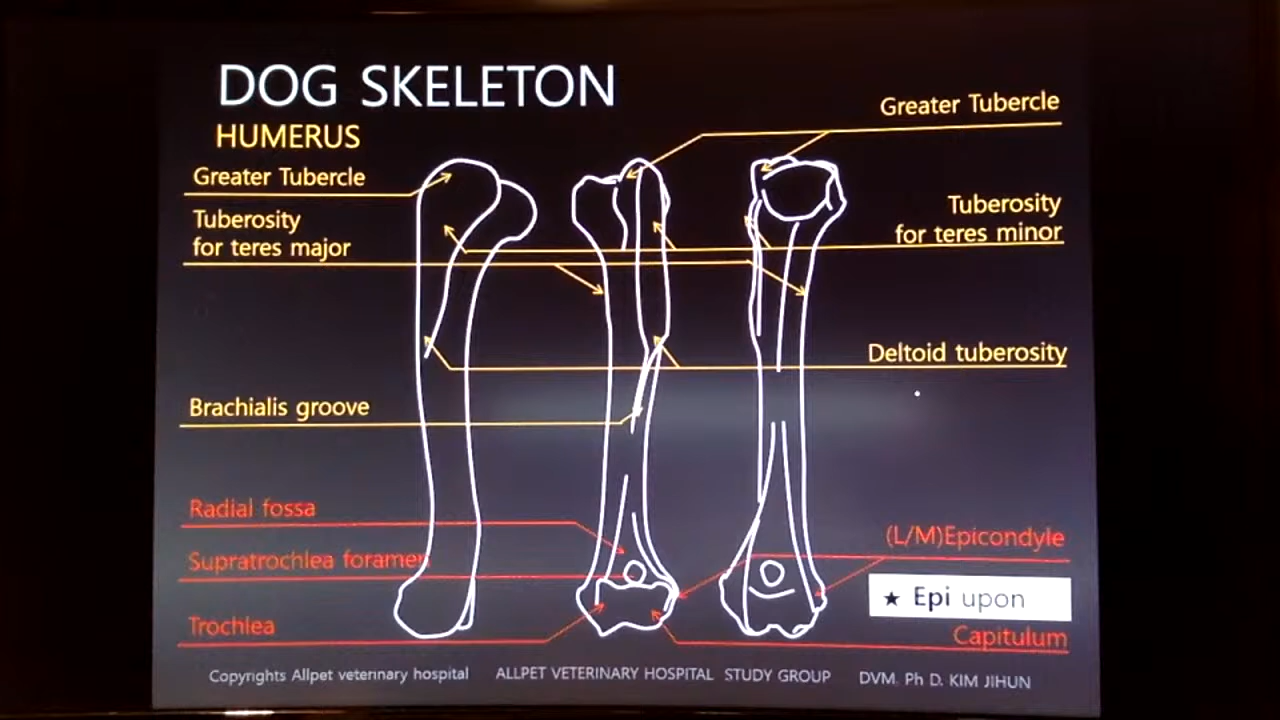 DOG SKELETON
HUMERUS
Greater Tubercle
Greater Tubercle
Tuberosity
for teres major
Tuberosity
for teres minor
Deltoid tuberosity
Brachialis groove
Radial fossa
Supratrochlea foramen
Trochlea
(L/M)Epicondyle
★ Epi upon
Capitulum
Copyrights Allpet veterinary hospital ALLPET VETERINARY HOSPITAL STUDY GROUP DVM. Ph D. KIM JIHUN